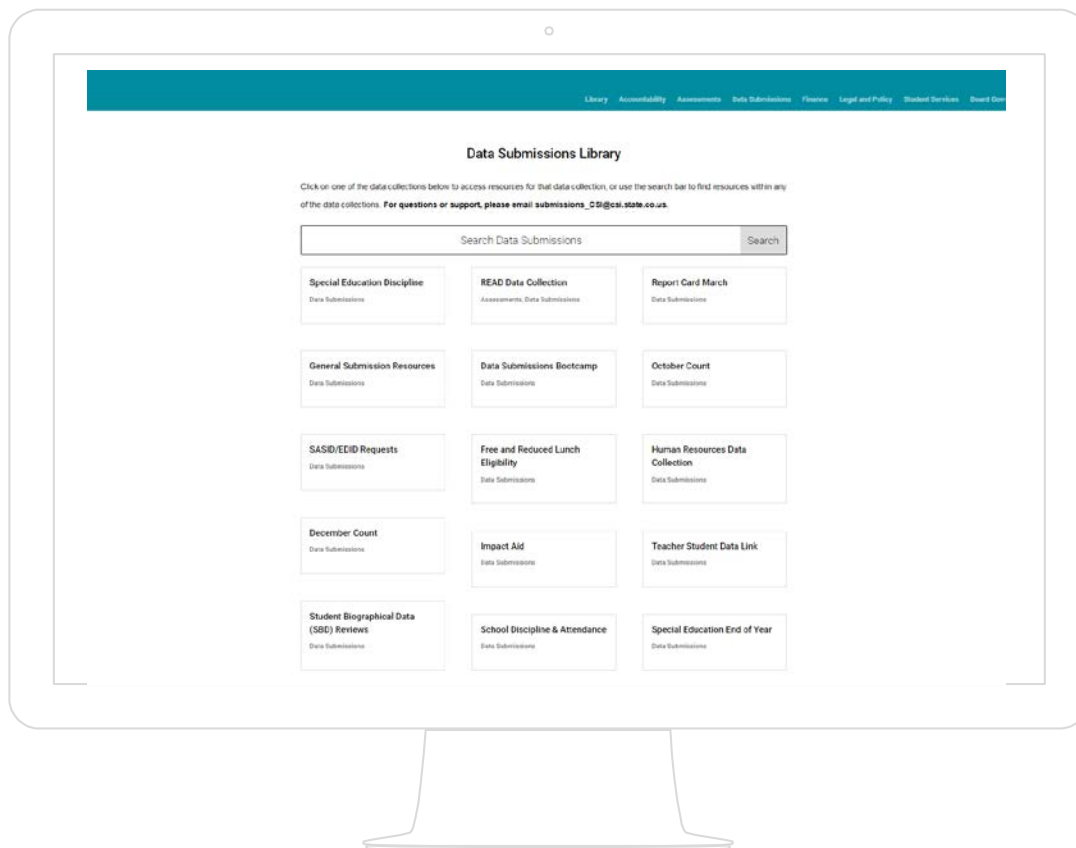 Library Accountability Assessments Data Submissions Finance Legal and Policy Student Services Board Gov
Data Submissions Library
Click on one of the data collections below to access resources for that data collection, or use the search bar to find resources within any
of the data collections. For questions or support, please email submissions_CSI@csi.state.co.us.
Search Data Submissions Search
Special Education Discipline
Data Submissions
READ Data Collection
Assessments, Data Submissions
Report Card March
Data Submissions
General Submission Resources
Data Submissions
Data Submissions Bootcamp
Data Submissions
October Count
Data Submissions
SASID/EDID Requests
Data Submissions
Free and Reduced Lunch
Eligibility
Data Submissions
Human Resources Data
Collection
Data Submissions
December Count
Data Submissions
Impact Aid
Data Submissions
Teacher Student Data Link
Data Submissions
Student Biographical Data
(SBD) Reviews
Data Submissions
School Discipline & Attendance
Data Submissions
Special Education End of Year
Data Submissions